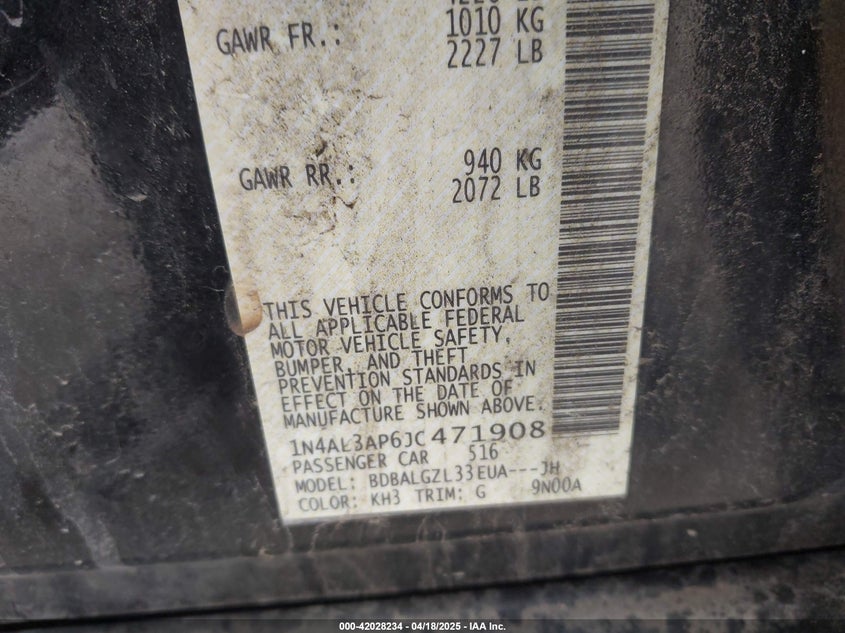 GAWR FR.: 1010 KG
2227 LB
GAWR RR.: 940 KG
2072 LB
THIS VEHICLE CONFORMS TO
ALL APPLICABLE FEDERAL
MOTOR VEHICLE SAFETY,
BUMPER, AND THEFT
PREVENTION STANDARDS IN
EFFECT ON THE DATE OF
MANUFACTURE SHOWN ABOVE.
1N4AL3AP6JC471908
PASSENGER CAR 516
MODEL: BDBALGZL33EUA---JH
COLOR: KH3 TRIM: G 9N00A
000-42028234 - 04/18/2025 - IAA Inc.